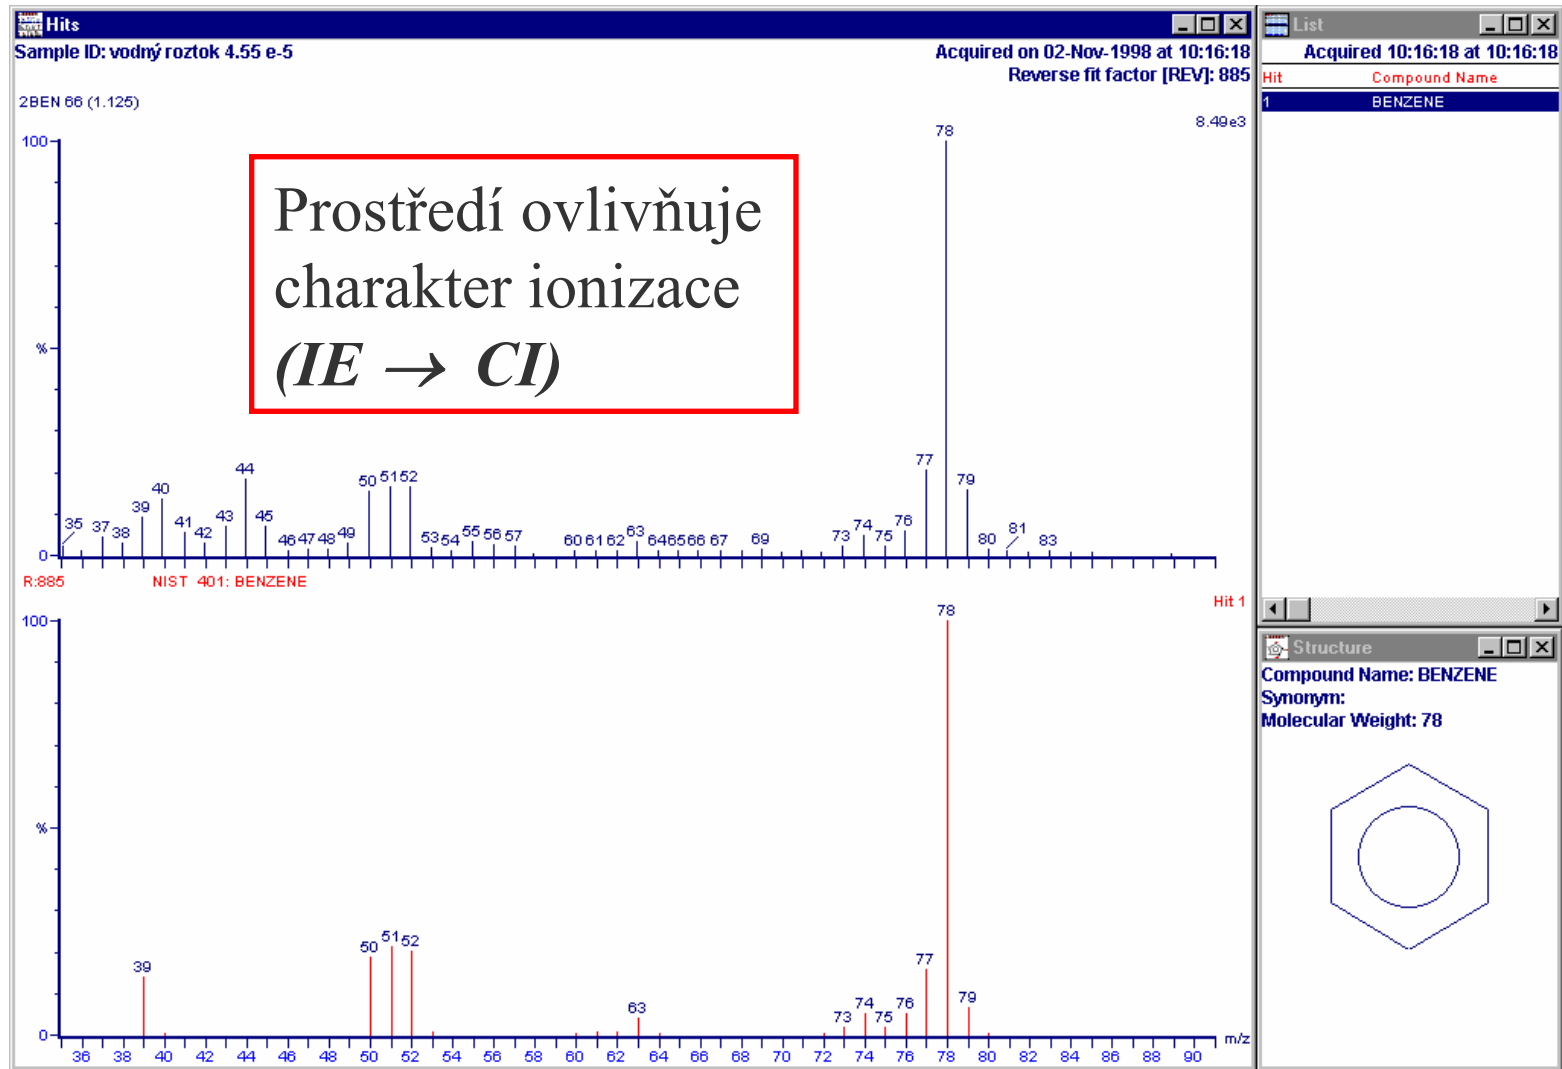 Hits
Sample ID: vodný roztok 4.55 e-5
Acquired on 02-Nov-1998 at 10:16:18
Reverse fit factor [REV]: 885
2BEN 66 (1.125)
8.49e3
100
%
0
Prostředí ovlivňuje
charakter ionizace
(IE → CI)
35 37 38 39 40 41 42 43 44 45 46 47 48 49 50 51 52 53 54 55 56 57 60 61 62 63 64 65 66 67 69 73 74 75 76 77 78 79 80 81 83
R:885
NIST 401: BENZENE
Hit 1
100
%
0
39 50 51 52 63 73 74 75 76 77 78 79
36 38 40 42 44 46 48 50 52 54 56 58 60 62 64 66 68 70 72 74 76 78 80 82 84 86 88 90 m/z
List
Acquired 10:16:18 at 10:16:18
Hit Compound Name
1 BENZENE
Structure
Compound Name: BENZENE
Synonym:
Molecular Weight: 78